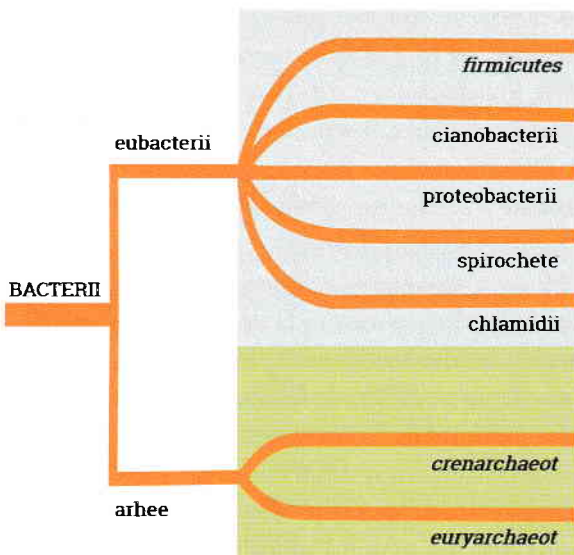 firmicutes
cianobacterii
eubacterii
proteobacterii
spirochete
BACTERII
chlamidii
crenarchaeot
arhee
euryarchaeot